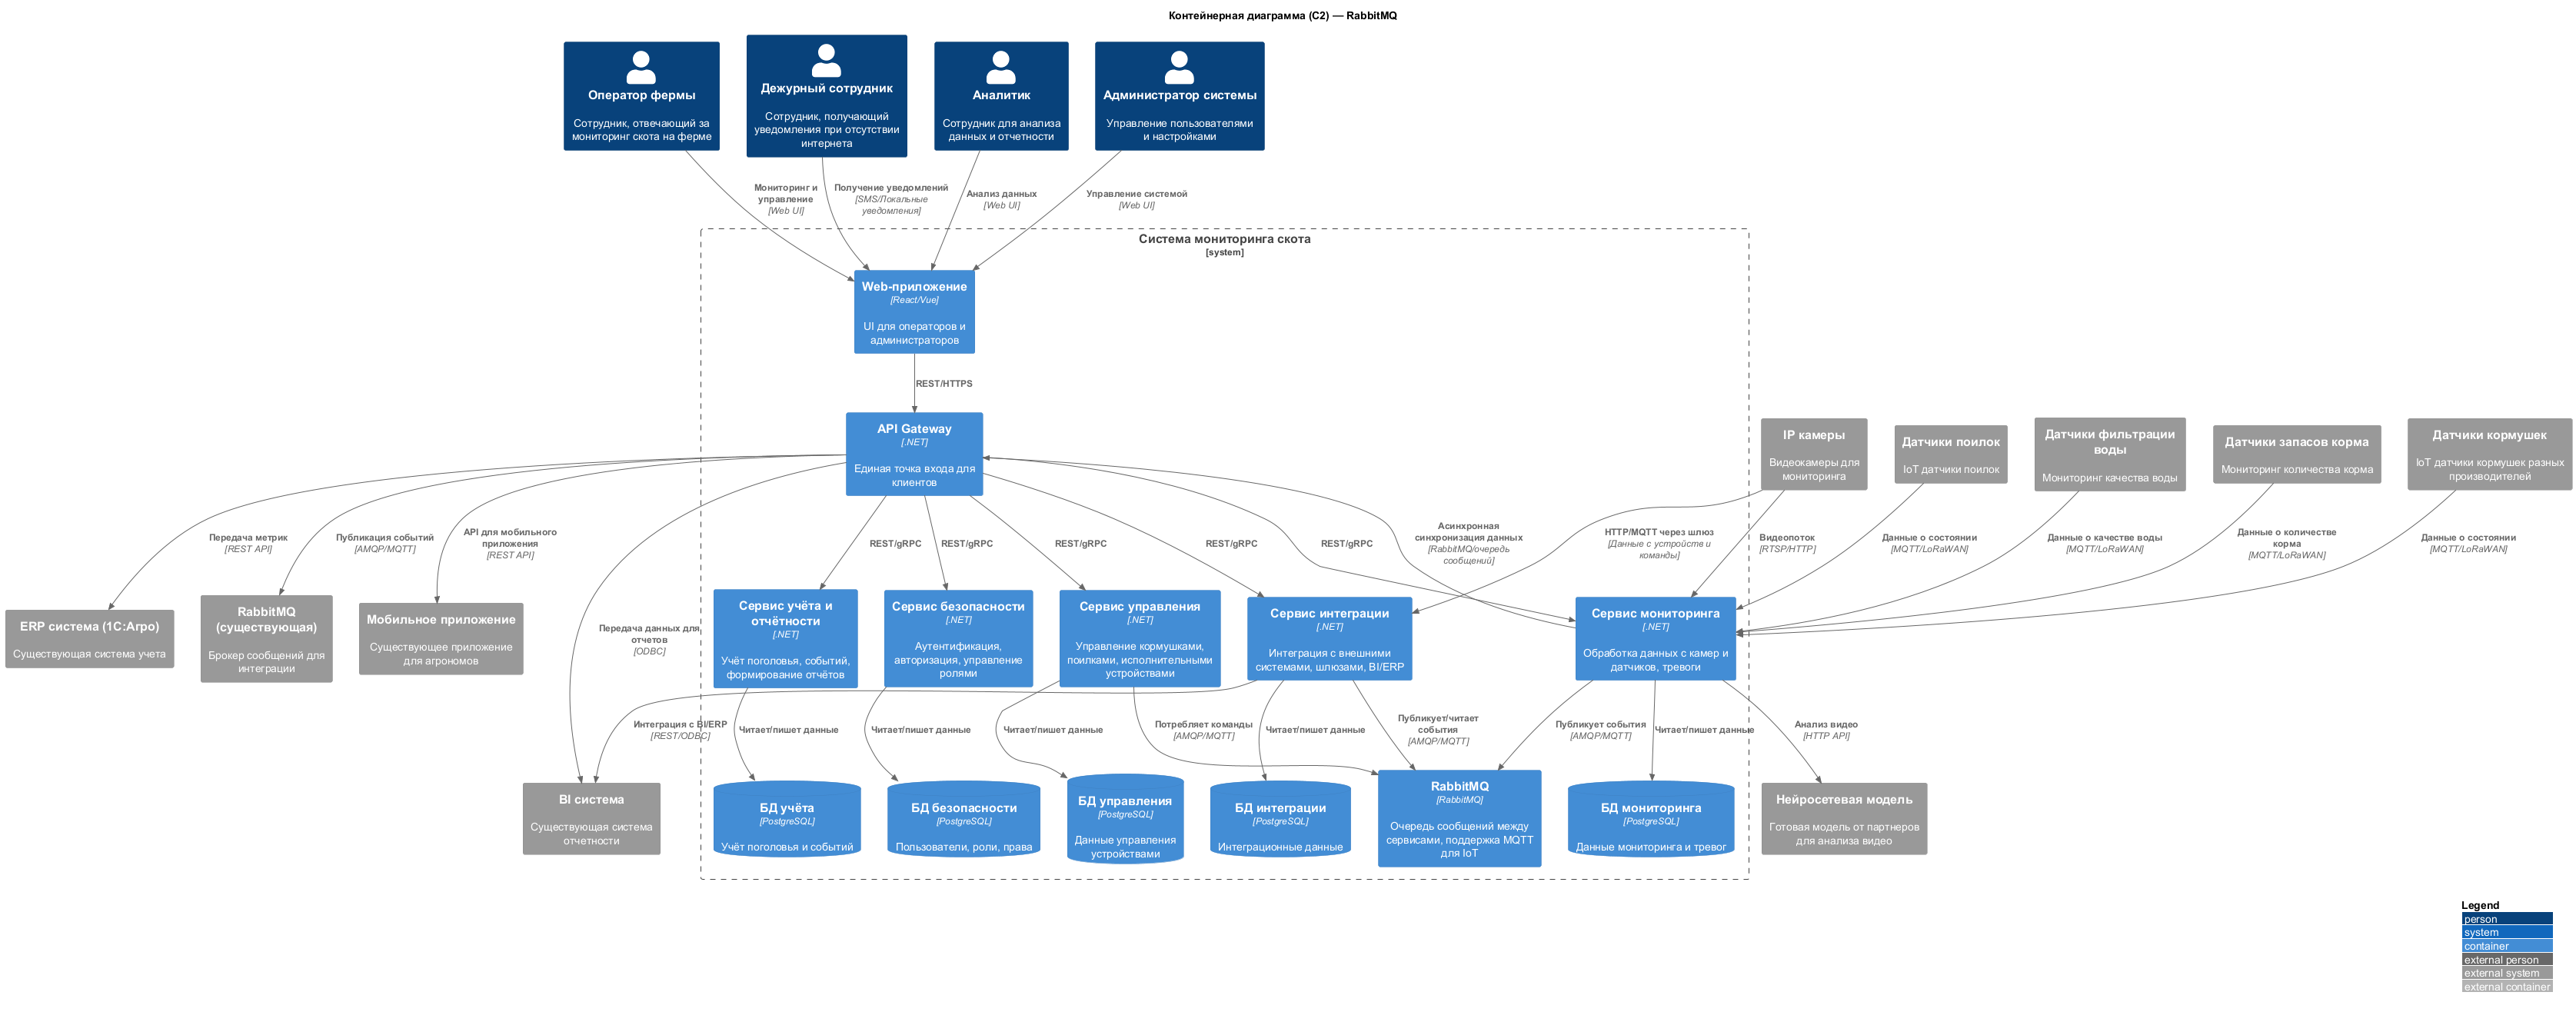 Контейнерная диаграмма (C2) — RabbitMQ
Оператор фермы
Сотрудник, отвечающий за
мониторинг скота на ферме
Дежурный сотрудник
Сотрудник, получающий
уведомления при отсутствии
интернета
Аналитик
Сотрудник для анализа
данных и отчетности
Администратор системы
Управление пользователями
и настройками
Мониторинг и
управление
[Web UI]
Получение уведомлений
[SMS/Локальные
уведомления]
Анализ данных
[Web UI]
Управление системой
[Web UI]
Система мониторинга скота
[system]
Web-приложение
[React/Vue]
UI для операторов и
администраторов
REST/HTTPS
API Gateway
[.NET]
Единая точка входа для
клиентов
IP камеры
Видеокамеры для
мониторинга
Датчики поилок
IoT датчики поилок
Датчики фильтрации
воды
Мониторинг качества воды
Датчики запасов корма
Мониторинг количества корма
Датчики кормушек
IoT датчики кормушек разных
производителей
Передача метрик
[REST API]
Публикация событий
[AMQP/MQTT]
API для мобильного
приложения
[REST API]
REST/gRPC
REST/gRPC
REST/gRPC
REST/gRPC
REST/gRPC
Асинхронная
синхронизация данных
[RabbitMQ/очередь
сообщений]
HTTP/MQTT через шлюз
[Данные с устройств и
команды]
Видеопоток
[RTSP/HTTP]
Данные о состоянии
[MQTT/LoRaWAN]
Данные о качестве воды
[MQTT/LoRaWAN]
Данные о количестве
корма
[MQTT/LoRaWAN]
Данные о состоянии
[MQTT/LoRaWAN]
ERP система (1С:Агро)
Существующая система учета
RabbitMQ
(существующая)
Брокер сообщений для
интеграции
Мобильное приложение
Существующее приложение
для агрономов
Передача данных для
отчетов
[ODBC]
Сервис учёта и
отчётности
[.NET]
Учёт поголовья, событий,
формирование отчётов
Сервис безопасности
[.NET]
Аутентификация,
авторизация, управление
ролями
Сервис управления
[.NET]
Управление кормушками,
поилками, исполнительными
устройствами
Сервис интеграции
[.NET]
Интеграция с внешними
системами, шлюзами, BI/ERP
Сервис мониторинга
[.NET]
Обработка данных с камер и
датчиков, тревоги
Интеграция с BI/ERP
[REST/ODBC]
Читает/пишет данные
Читает/пишет данные
Читает/пишет данные
Потребляет команды
[AMQP/MQTT]
Читает/пишет данные
Публикует/читает
события
[AMQP/MQTT]
Публикует события
[AMQP/MQTT]
Читает/пишет данные
Анализ видео
[HTTP API]
BI система
Существующая система
отчетности
БД учёта
[PostgreSQL]
Учёт поголовья и событий
БД безопасности
[PostgreSQL]
Пользователи, роли, права
БД управления
[PostgreSQL]
Данные управления
устройствами
БД интеграции
[PostgreSQL]
Интеграционные данные
RabbitMQ
[RabbitMQ]
Очередь сообщений между
сервисами, поддержка MQTT
для IoT
БД мониторинга
[PostgreSQL]
Данные мониторинга и тревог
Нейросетевая модель
Готовая модель от партнеров
для анализа видео
Legend
person
system
container
external person
external system
external container